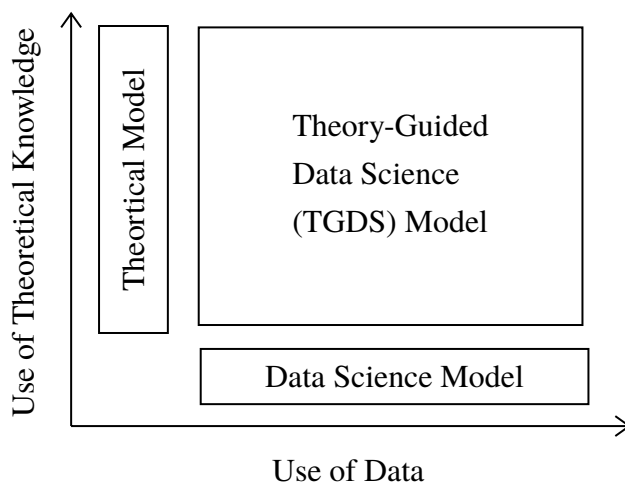 Use of Theoretical Knowledge
Theortical Model
Theory-Guided
Data Science
(TGDS) Model
Data Science Model
Use of Data